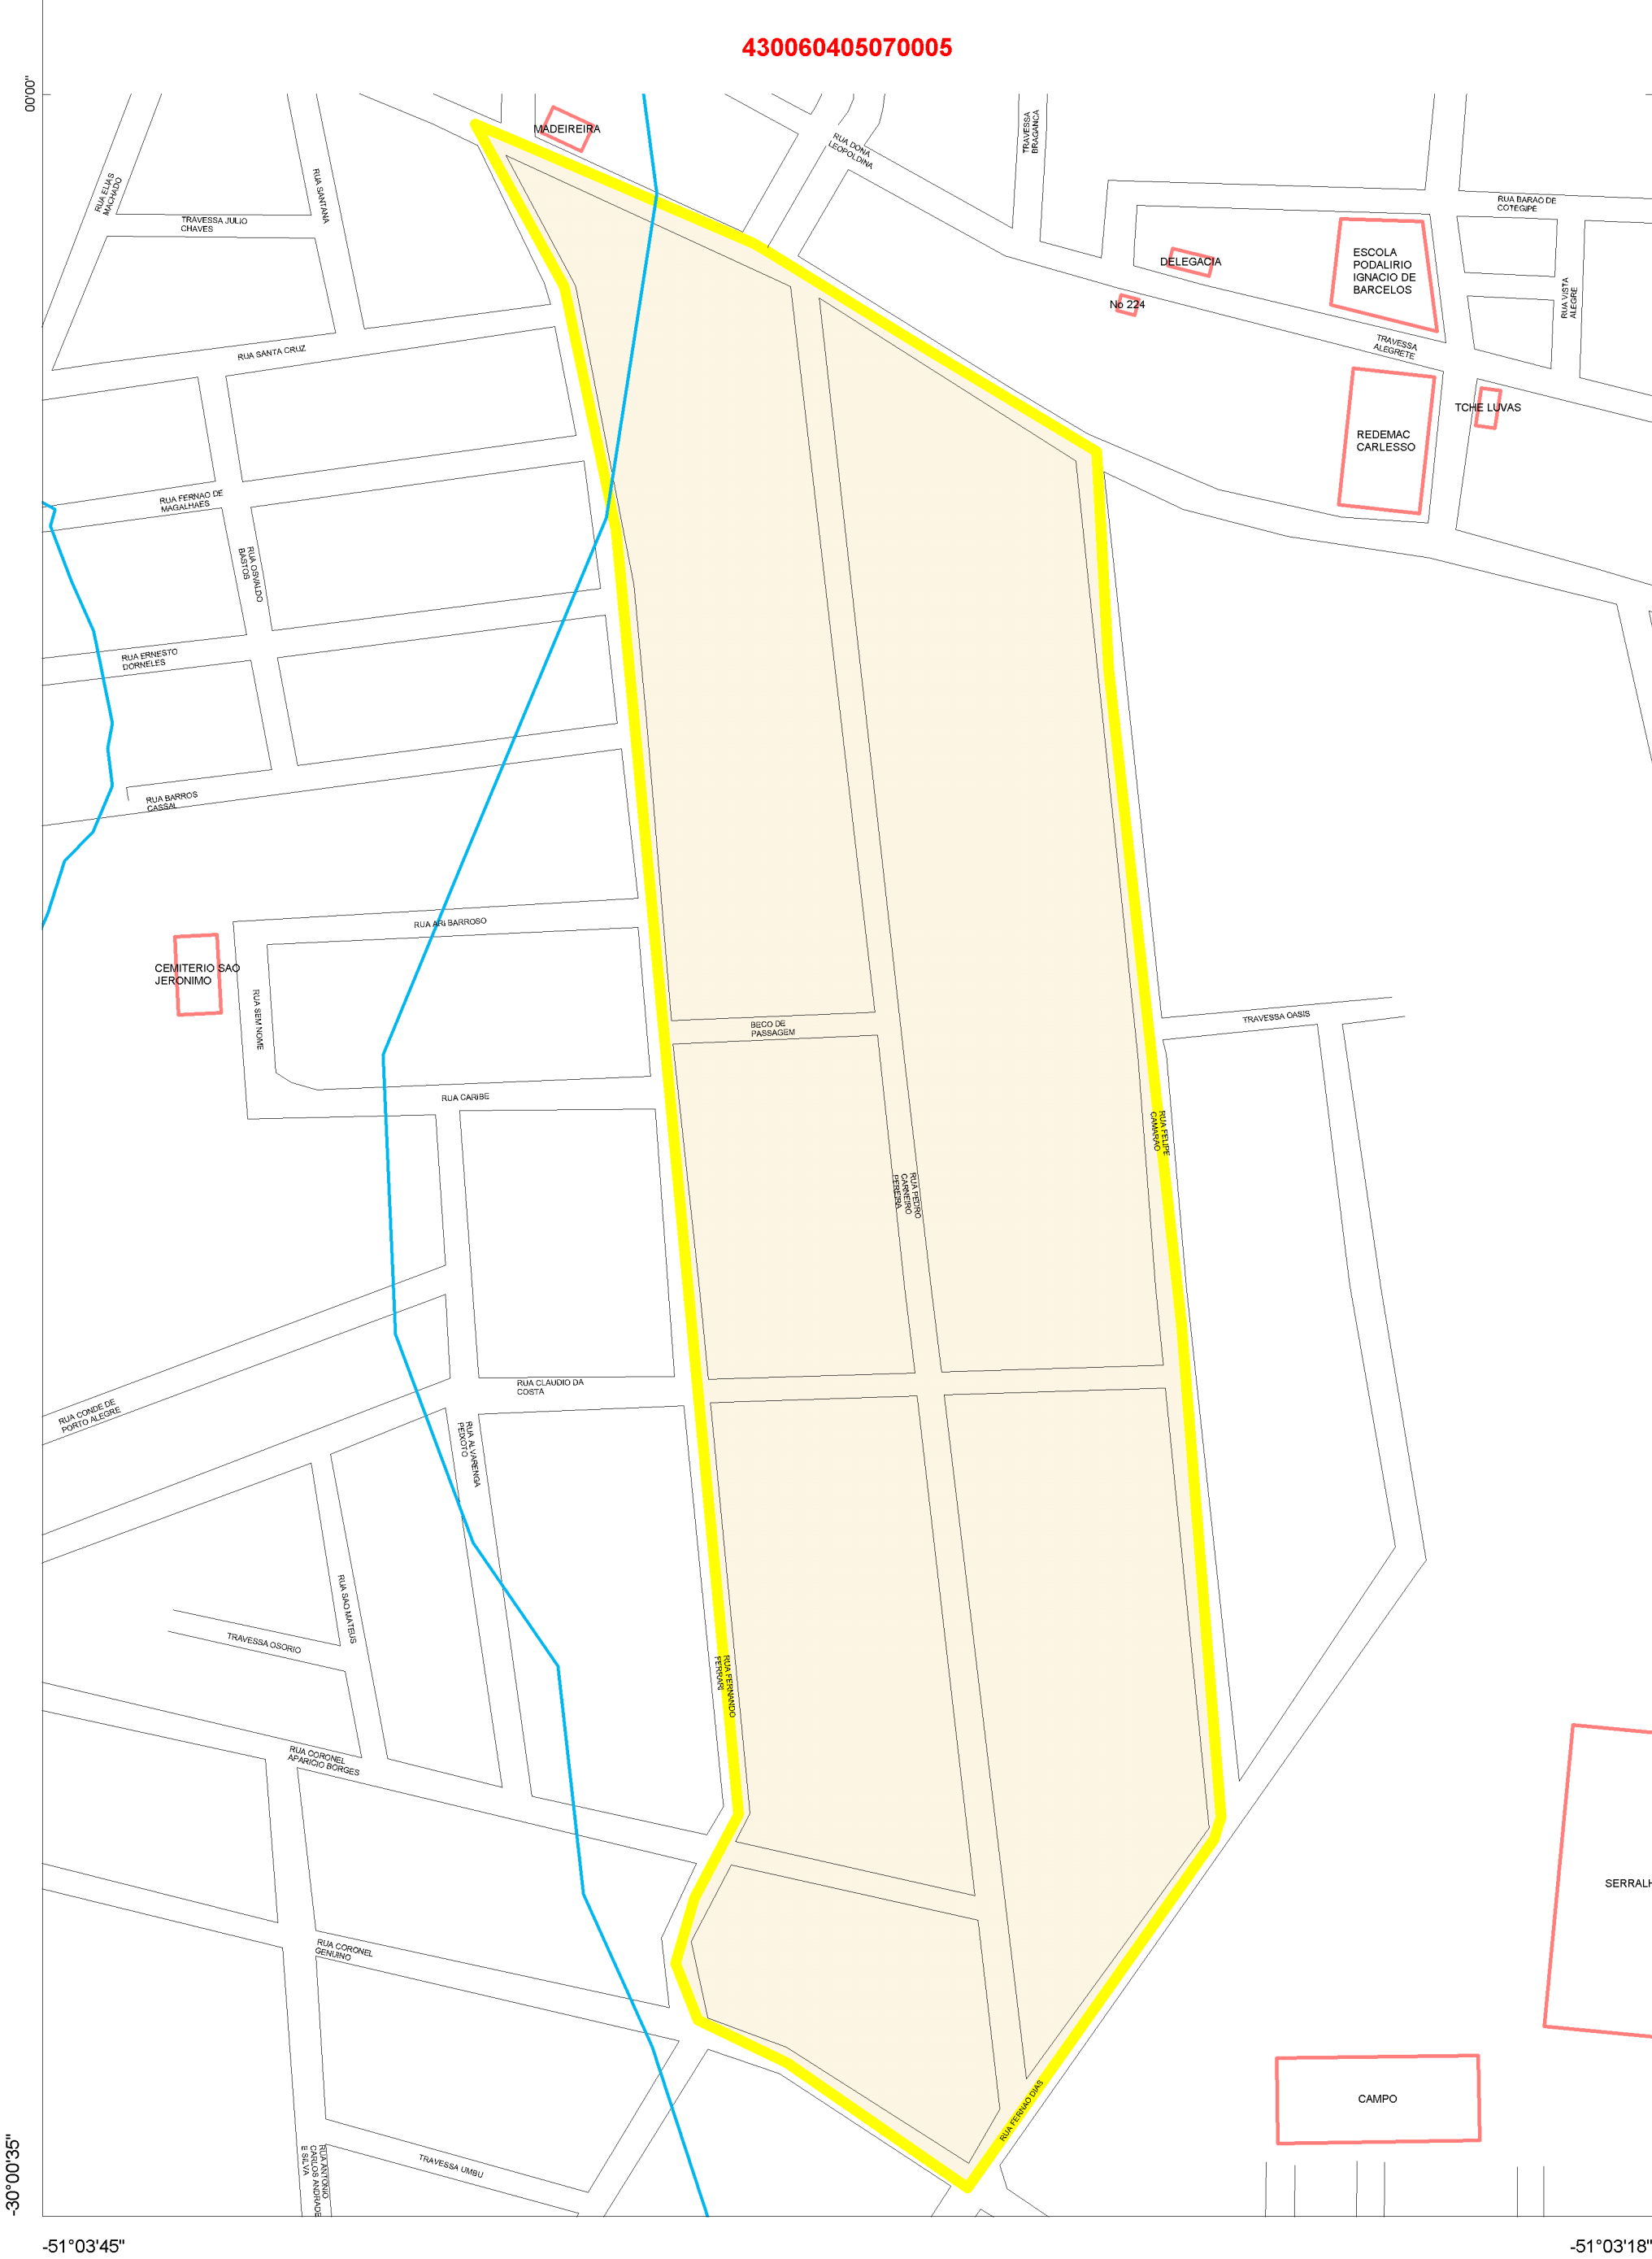 430060405070005
00'00"
MADEIREIRA
RUA DONA
LEOPOLDINA
TRAVESSA
BRAGANCA
RUA ELIAS
MACHADO
RUA SANTANA
TRAVESSA JULIO
CHAVES
RUA BARAO DE
COTEGIPE
DELEGACIA
ESCOLA
PODALIRIO
IGNACIO DE
BARCELOS
No 224
RUA VISTA
ALEGRE
RUA SANTA CRUZ
TRAVESSA
ALEGRETE
TCHE LUVAS
REDEMAC
CARLESSO
RUA FERNAO DE
MAGALHAES
RUA OSVALDO
BASTOS
RUA ERNESTO
DORNELES
RUA BARROS
CASSAL
RUA ARI BARROSO
CEMITERIO SAO
JERONIMO
RUA SEM NOME
BECO DE
PASSAGEM
TRAVESSA OASIS
RUA CARIBE
RUA FELIPE
CAMARAO
RUA PEDRO
CARNEIRO
PEREIRA
RUA CLAUDIO DA
COSTA
RUA CONDE DE
PORTO ALEGRE
RUA ALVARENGA
PEIXOTO
RUA SAO MATEUS
TRAVESSA OSORIO
RUA FERNANDO
FERRARI
RUA CORONEL
APARICIO BORGES
SERRALH
RUA CORONEL
GENUINO
CAMPO
RUA FERNAO DIAS
RUA ANTONIO
CARLOS ANDRADE
E SILVA
TRAVESSA UMBU
-30°00'35"
-51°03'45"
-51°03'18"